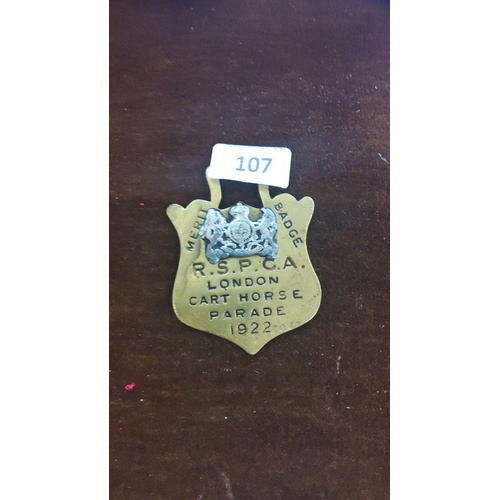 107
MERIT BADGE
R.S.P.C.A.
LONDON
CART HORSE
PARADE
1922